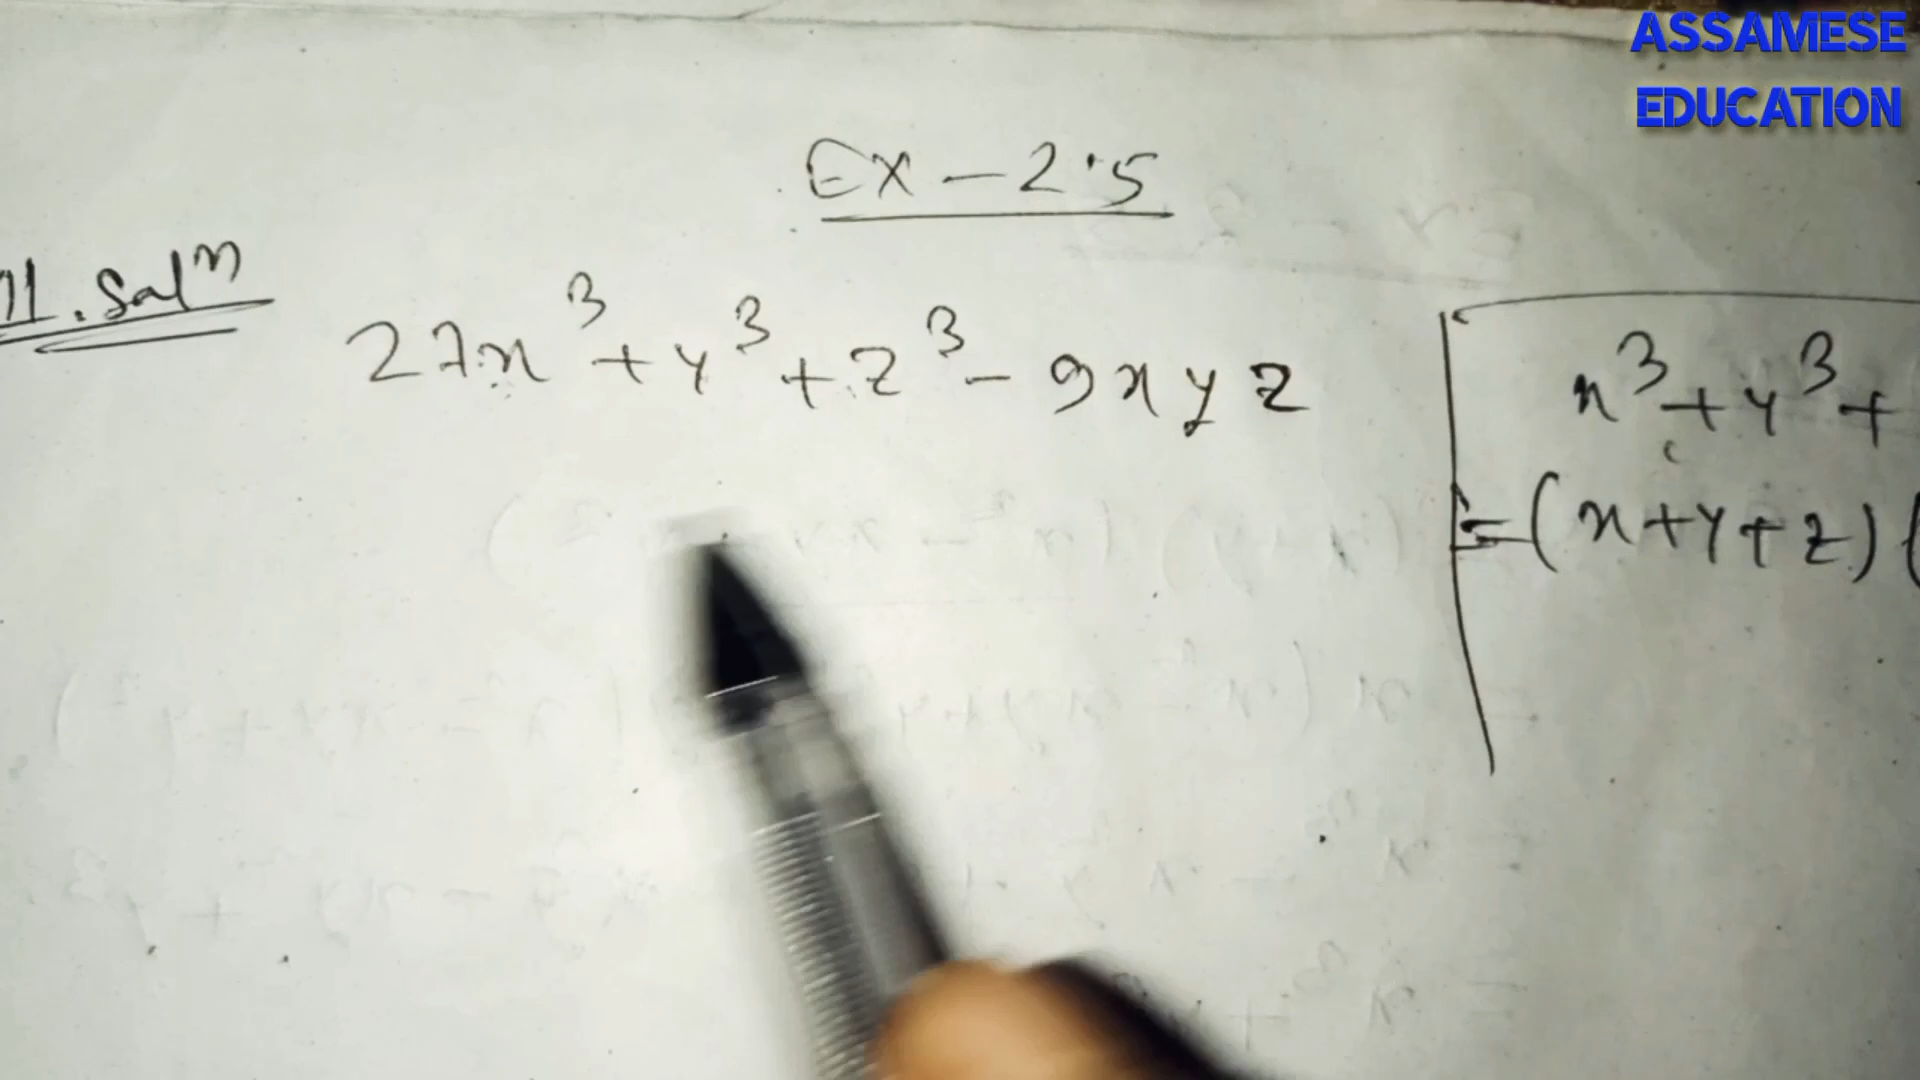 ASSAMESE
EDUCATION
Ex - 2.5
11. Solⁿ
27x³ + y³ + z³ - 9xyz
x³ + y³ +
= (x + y + z) (